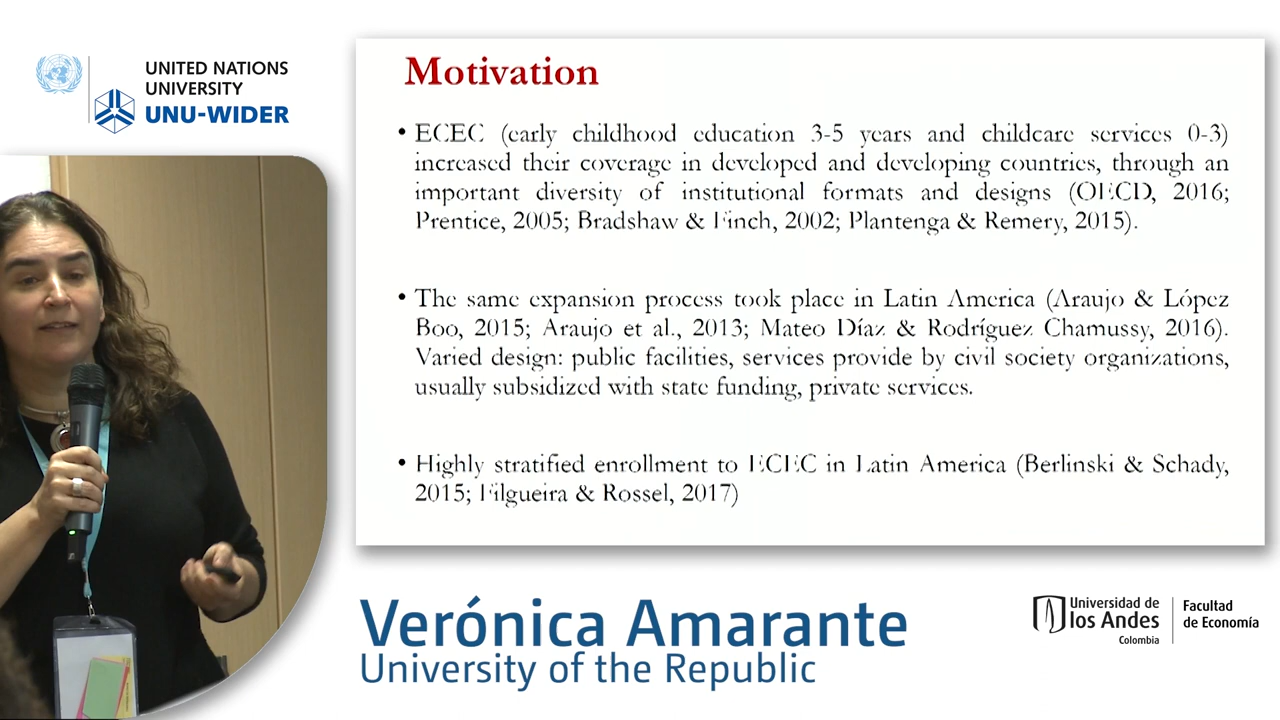 UNITED NATIONS
UNIVERSITY
UNU-WIDER
Motivation
• ECEC (early childhood education 3-5 years and childcare services 0-3)
increased their coverage in developed and developing countries, through an
important diversity of institutional formats and designs (OECD, 2016;
Prentice, 2005; Bradshaw & Finch, 2002; Plantenga & Remery, 2015).
• The same expansion process took place in Latin America (Araujo & López
Boo, 2015; Araujo et al., 2013; Mateo Díaz & Rodríguez Chamussy, 2016).
Varied design: public facilities, services provide by civil society organizations,
usually subsidized with state funding, private services.
• Highly stratified enrollment to ECEC in Latin America (Berlinski & Schady,
2015; Filgueira & Rossel, 2017)
Verónica Amarante
University of the Republic
Universidad de
los Andes
Colombia
Facultad
de Economía